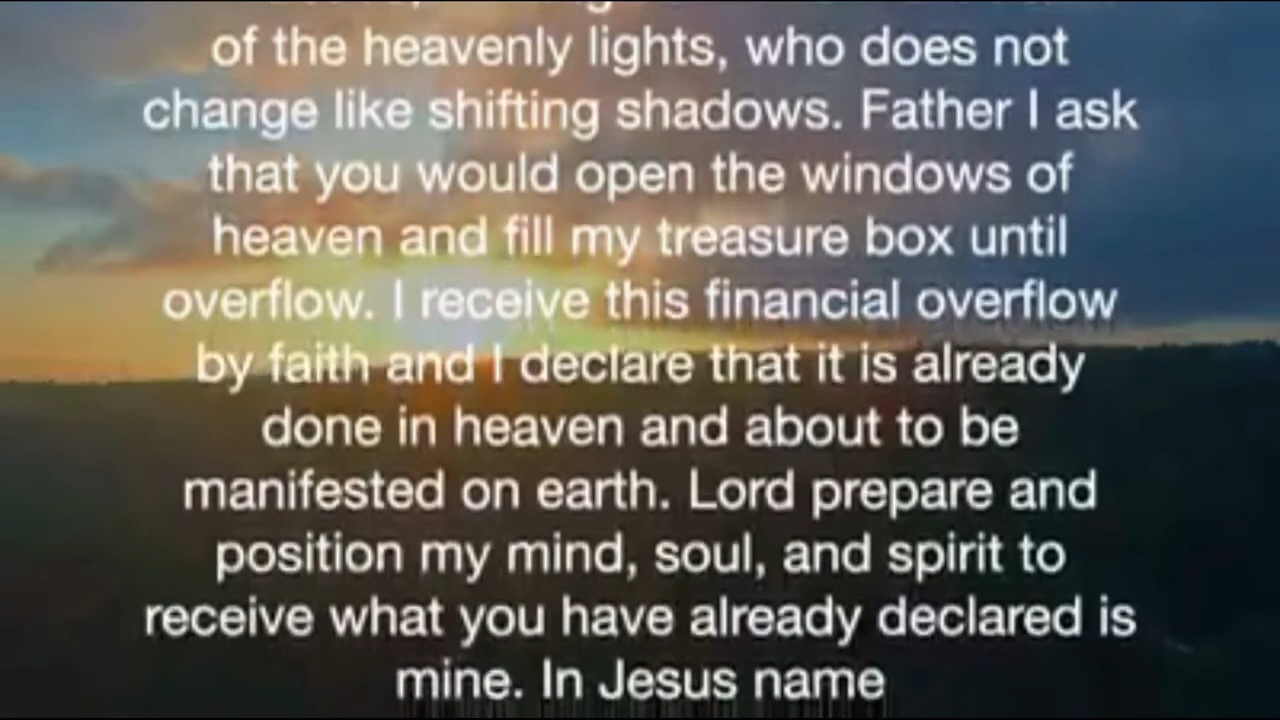 of the heavenly lights, who does not
change like shifting shadows. Father I ask
that you would open the windows of
heaven and fill my treasure box until
overflow. I receive this financial overflow
by faith and I declare that it is already
done in heaven and about to be
manifested on earth. Lord prepare and
position my mind, soul, and spirit to
receive what you have already declared is
mine. In Jesus name